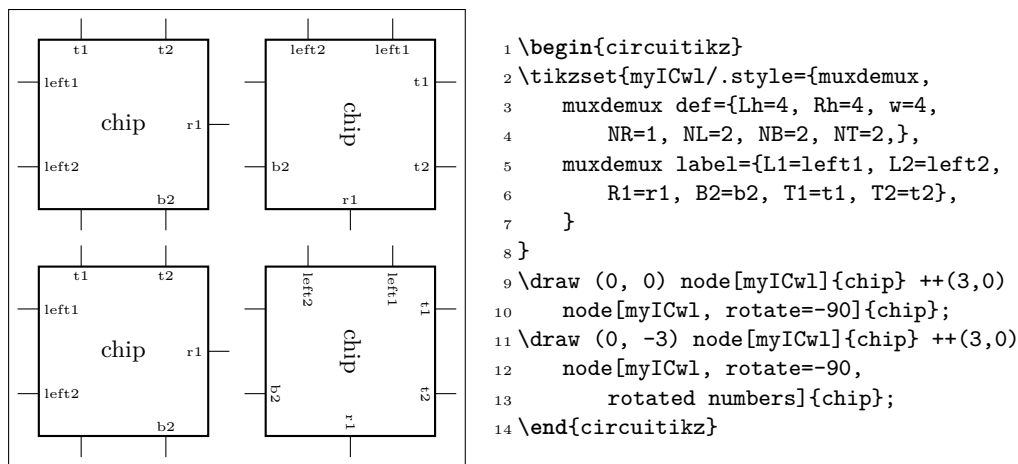 t1 t2
left1
chip r1
left2
b2
left2 left1
t1
chip
b2 t2
r1
t1 t2
left1
chip r1
left2
b2
left2 left1
t1
chip
b2 t2
r1
1 \begin{circuitikz}
2 \tikzset{myICwl/.style={muxdemux,
3 muxdemux def={Lh=4, Rh=4, w=4,
4 NR=1, NL=2, NB=2, NT=2,},
5 muxdemux label={L1=left1, L2=left2,
6 R1=r1, B2=b2, T1=t1, T2=t2},
7 }
8 }
9 \draw (0, 0) node[myICwl]{chip} ++(3,0)
10 node[myICwl, rotate=-90]{chip};
11 \draw (0, -3) node[myICwl]{chip} ++(3,0)
12 node[myICwl, rotate=-90,
13 rotated numbers]{chip};
14 \end{circuitikz}